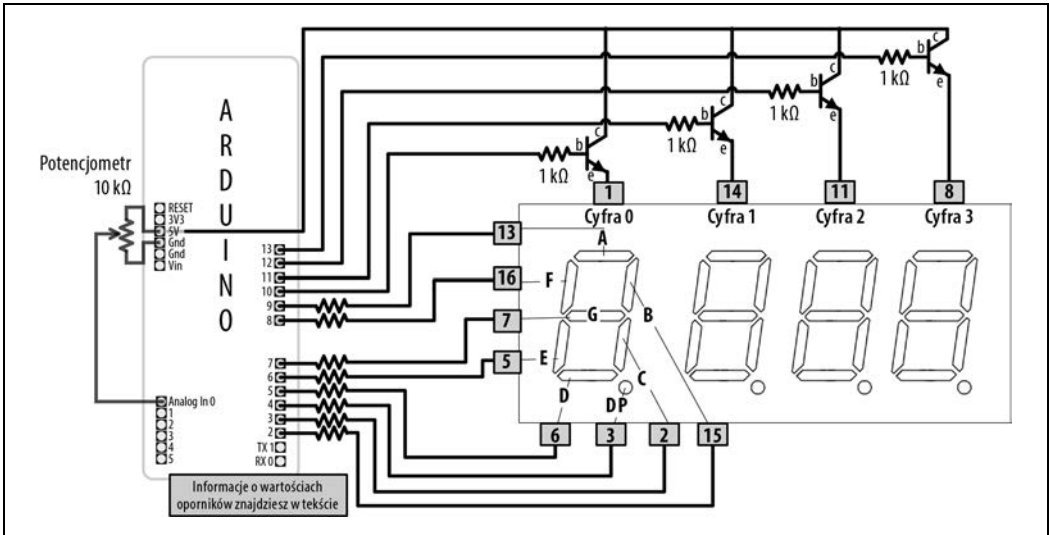 ARDUINO
Potencjometr
10 kΩ
RESET
3V3
5V
Gnd
Gnd
Vin
13
12
11
10
9
8
7
6
5
4
3
2
TX 1
RX 0
Analog In 0
1
2
3
4
5
Informacje o wartościach
oporników znajdziesz w tekście
1 kΩ
b
c
e
1 kΩ
b
c
e
1 kΩ
b
c
e
1 kΩ
b
c
e
1
14
11
8
Cyfra 0
Cyfra 1
Cyfra 2
Cyfra 3
13
A
16
F
7
G
B
5
E
C
D
DP
6
3
2
15